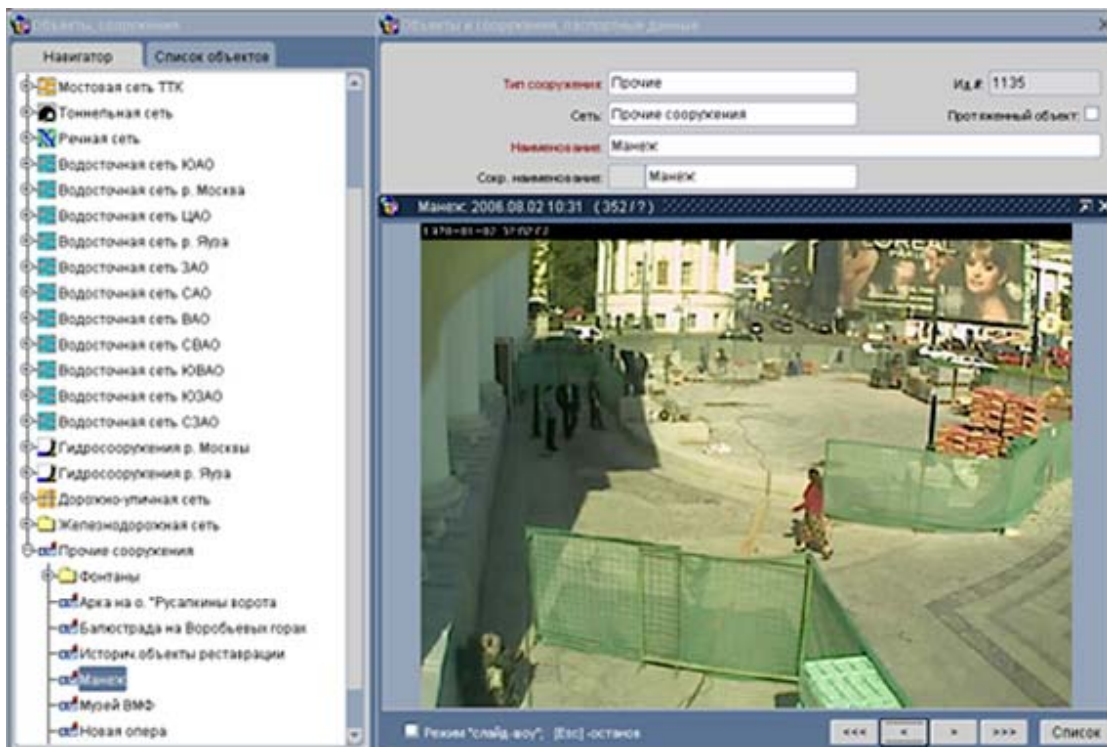 Объекты, сооружения
Навигатор
Список объектов
Мостовая сеть ТТК
Тоннельная сеть
Речная сеть
Водосточная сеть ЮАО
Водосточная сеть р. Москва
Водосточная сеть ЦАО
Водосточная сеть р. Яуза
Водосточная сеть ЗАО
Водосточная сеть САО
Водосточная сеть ВАО
Водосточная сеть СВАО
Водосточная сеть ЮВАО
Водосточная сеть ЮЗАО
Водосточная сеть СЗАО
Гидросооружения р. Москвы
Гидросооружения р. Яуза
Дорожно-уличная сеть
Железнодорожная сеть
Прочие сооружения
Фонтаны
Арка на о. "Русалкины ворота
Балюстрада на Воробьевых горах
Историч.объекты реставрации
Манеж
Музей ВМФ
Новая опера
Объекты и сооружения, паспортные данные
Тип сооружения: Прочие
Ид.#: 1135
Сеть: Прочие сооружения
Протяженный объект:
Наименование: Манеж
Сокр. наименование: Манеж
Манеж: 2006.08.02 10:31 (352/?)
L'OREAL
PARIS
Режим "слайд-шоу"; [Esc] -останов
<<< < > >>> Список